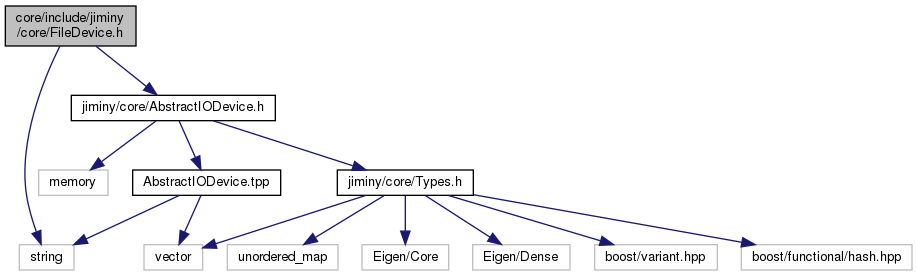 core/include/jiminy
/core/FileDevice.h
jiminy/core/AbstractIODevice.h
memory
AbstractIODevice.tpp
jiminy/core/Types.h
string
vector
unordered_map
Eigen/Core
Eigen/Dense
boost/variant.hpp
boost/functional/hash.hpp